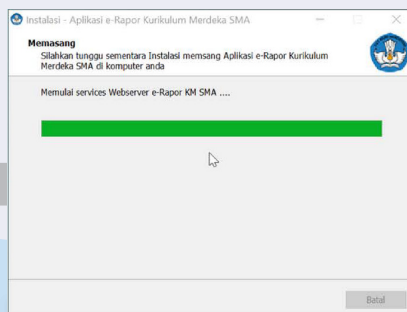 Instalasi - Aplikasi e-Rapor Kurikulum Merdeka SMA
Memasang
Silahkan tunggu sementara Instalasi memsang Aplikasi e-Rapor Kurikulum
Merdeka SMA di komputer anda
Memulai services Webserver e-Rapor KM SMA ....
Batal